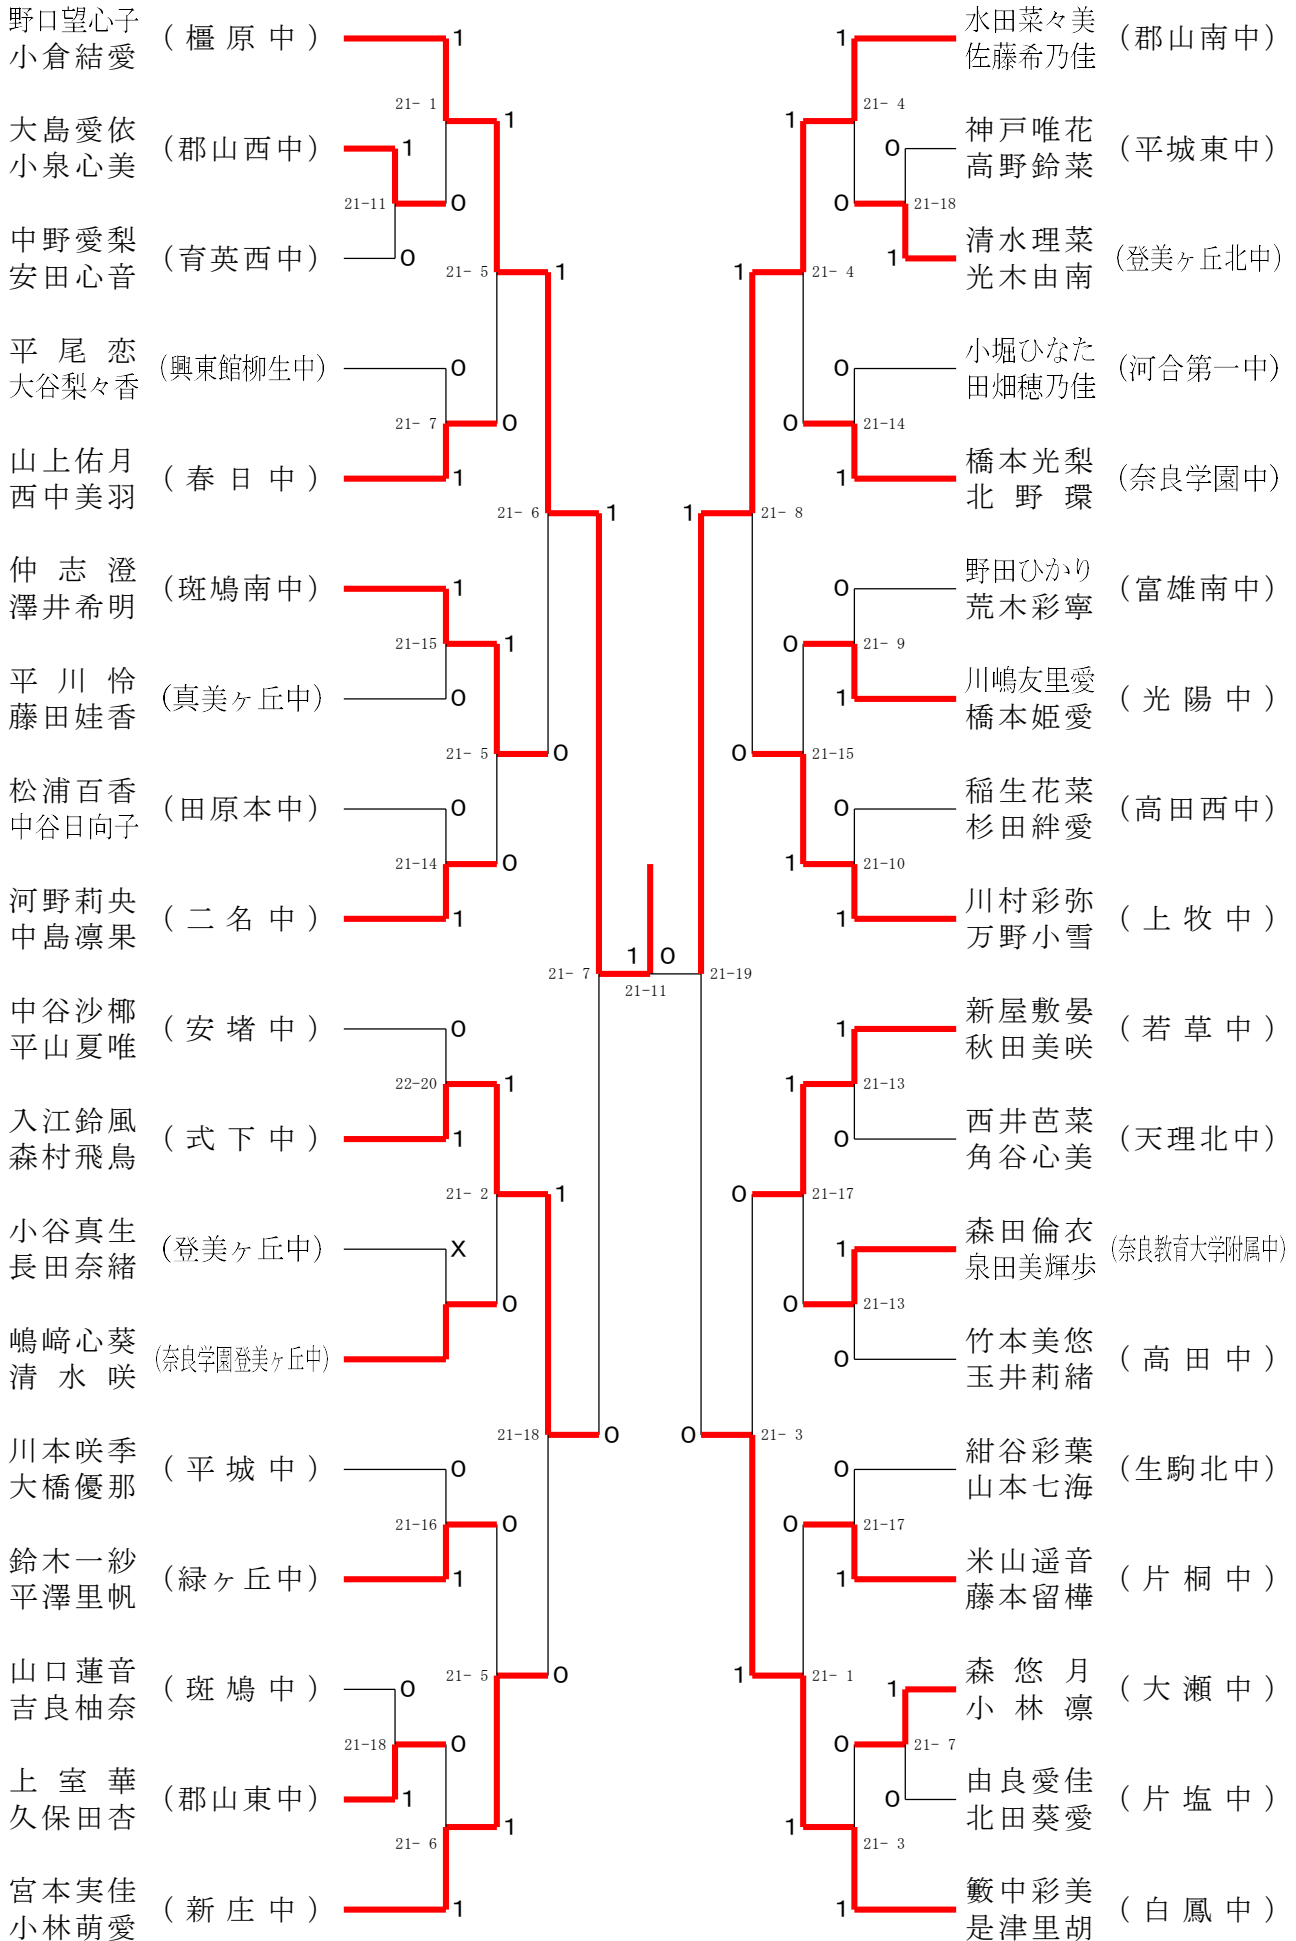 野口望心子
小倉結愛
(橿原中)
1
21- 1
1
大島愛依
小泉心美
(郡山西中)
1
21-11
0
中野愛梨
安田心音
(育英西中)
0
21- 5
1
平尾恋
大谷梨々香
(興東館柳生中)
0
21- 7
0
山上佑月
西中美羽
(春日中)
1
21- 6
1
仲志澄
澤井希明
(斑鳩南中)
1
21-15
1
平川怜
藤田娃香
(真美ヶ丘中)
0
21- 5
0
松浦百香
中谷日向子
(田原本中)
0
21-14
0
河野莉央
中島凛果
(二名中)
1
21- 7
1
0
21-11
中谷沙椰
平山夏唯
(安堵中)
0
22-20
1
入江鈴風
森村飛鳥
(式下中)
1
21- 2
1
小谷真生
長田奈緒
(登美ヶ丘中)
X
0
嶋﨑心葵
清水咲
(奈良学園登美ヶ丘中)
21-18
0
川本咲季
大橋優那
(平城中)
0
21-16
0
鈴木一紗
平澤里帆
(緑ヶ丘中)
1
21- 5
0
山口蓮音
吉良柚奈
(斑鳩中)
0
21-18
0
上室華
久保田杏
(郡山東中)
1
21- 6
1
宮本実佳
小林萌愛
(新庄中)
1
水田菜々美
佐藤希乃佳
(郡山南中)
1
21- 4
1
神戸唯花
高野鈴菜
(平城東中)
0
0
21-18
清水理菜
光木由南
(登美ヶ丘北中)
1
1
21- 4
小堀ひなた
田畑穂乃佳
(河合第一中)
0
0
21-14
橋本光梨
北野環
(奈良学園中)
1
1
21- 8
野田ひかり
荒木彩寧
(富雄南中)
0
0
21- 9
川嶋友里愛
橋本姫愛
(光陽中)
1
0
21-15
稲生花菜
杉田絆愛
(高田西中)
0
1
21-10
川村彩弥
万野小雪
(上牧中)
1
21-19
新屋敷晏
秋田美咲
(若草中)
1
1
21-13
西井芭菜
角谷心美
(天理北中)
0
0
21-17
森田倫衣
泉田美輝歩
(奈良教育大学附属中)
1
0
21-13
竹本美悠
玉井莉緒
(高田中)
0
0
21- 3
紺谷彩葉
山本七海
(生駒北中)
0
0
21-17
米山遥音
藤本留樺
(片桐中)
1
1
21- 1
森悠月
小林凛
(大瀬中)
1
0
21- 7
由良愛佳
北田葵愛
(片塩中)
0
1
21- 3
籔中彩美
是津里胡
(白鳳中)
1